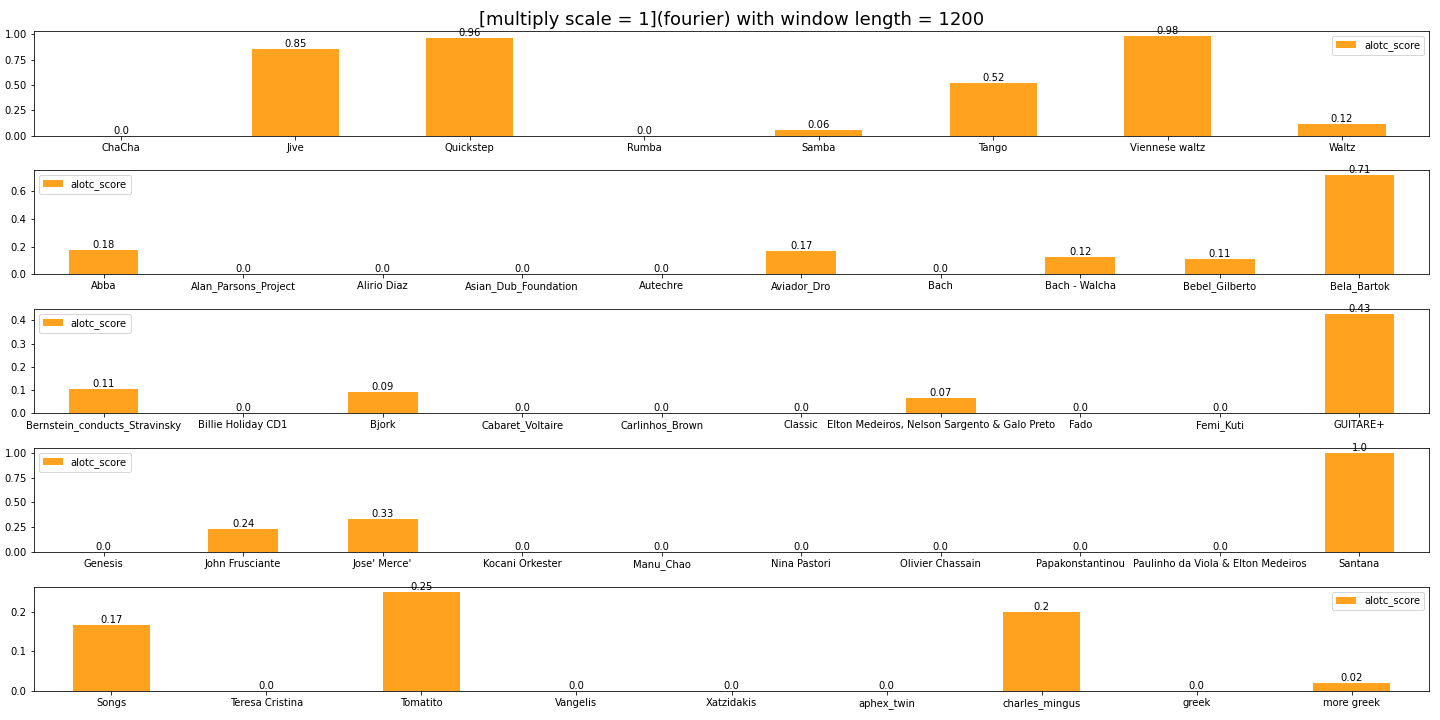 [multiply scale = 1](fourier) with window length = 1200
1.00
0.75
0.50
0.25
0.00
0.0 0.85 0.96 0.0 0.06 0.52 0.98 0.12
alotc_score
ChaCha Jive Quickstep Rumba Samba Tango Viennese waltz Waltz
0.6
0.4
0.2
0.0
alotc_score
0.18 0.0 0.0 0.0 0.0 0.17 0.0 0.12 0.11 0.71
Abba Alan_Parsons_Project Alirio Diaz Asian_Dub_Foundation Autechre Aviador_Dro Bach Bach - Walcha Bebel_Gilberto Bela_Bartok
0.4
0.3
0.2
0.1
0.0
alotc_score
0.11 0.0 0.09 0.0 0.0 0.0 0.07 0.0 0.0 0.43
Bernstein_conducts_Stravinsky Billie Holiday CD1 Bjork Cabaret_Voltaire Carlinhos_Brown Classic Elton Medeiros, Nelson Sargento & Galo Preto Fado Femi_Kuti GUITARE+
1.00
0.75
0.50
0.25
0.00
alotc_score
0.0 0.24 0.33 0.0 0.0 0.0 0.0 0.0 0.0 1.0
Genesis John Frusciante Jose' Merce' Kocani Orkester Manu_Chao Nina Pastori Olivier Chassain Papakonstantinou Paulinho da Viola & Elton Medeiros Santana
0.2
0.1
0.0
0.17 0.0 0.25 0.0 0.0 0.0 0.2 0.0 0.02
alotc_score
Songs Teresa Cristina Tomatito Vangelis Xatzidakis aphex_twin charles_mingus greek more greek